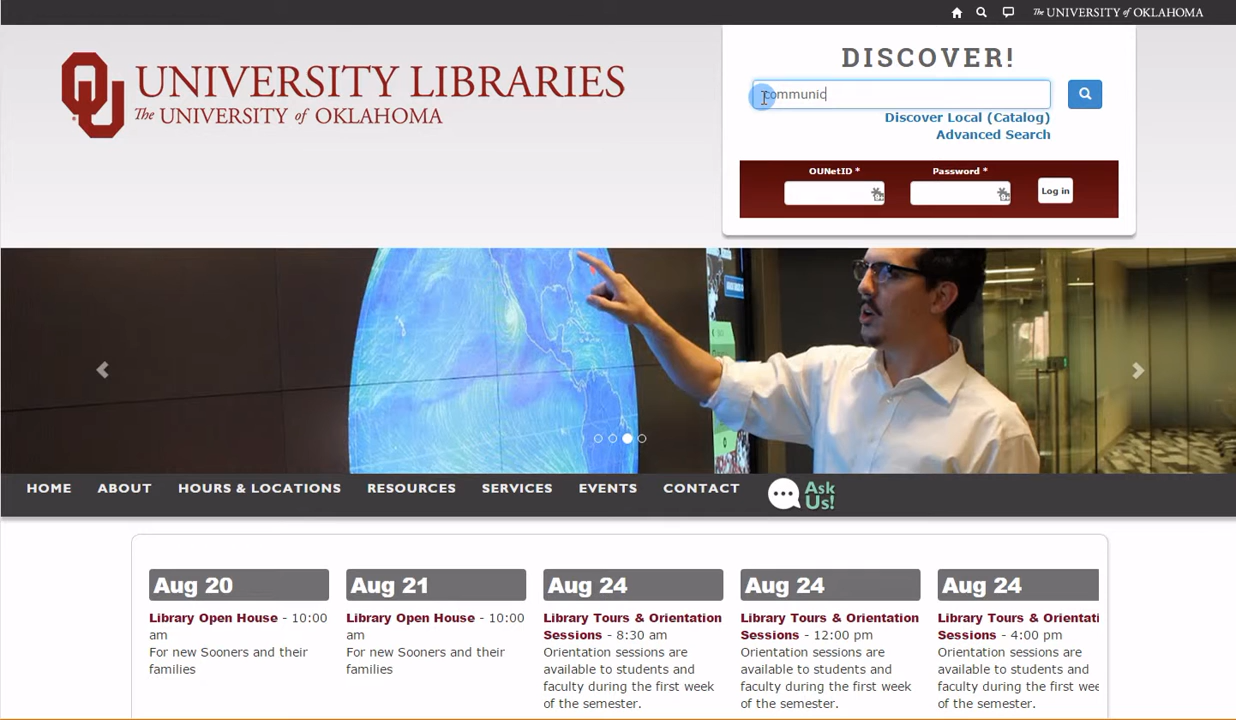 The UNIVERSITY of OKLAHOMA
DISCOVER!
OU UNIVERSITY LIBRARIES
The UNIVERSITY of OKLAHOMA
communic
Discover Local (Catalog)
Advanced Search
OUNetID * Password *
Log in
HOME ABOUT HOURS & LOCATIONS RESOURCES SERVICES EVENTS CONTACT Ask Us!
Aug 20
Library Open House - 10:00
am
For new Sooners and their
families
Aug 21
Library Open House - 10:00
am
For new Sooners and their
families
Aug 24
Library Tours & Orientation
Sessions - 8:30 am
Orientation sessions are
available to students and
faculty during the first week
of the semester.
Aug 24
Library Tours & Orientation
Sessions - 12:00 pm
Orientation sessions are
available to students and
faculty during the first week
of the semester.
Aug 24
Library Tours & Orientati
Sessions - 4:00 pm
Orientation sessions are
available to students and
faculty during the first wee
of the semester.